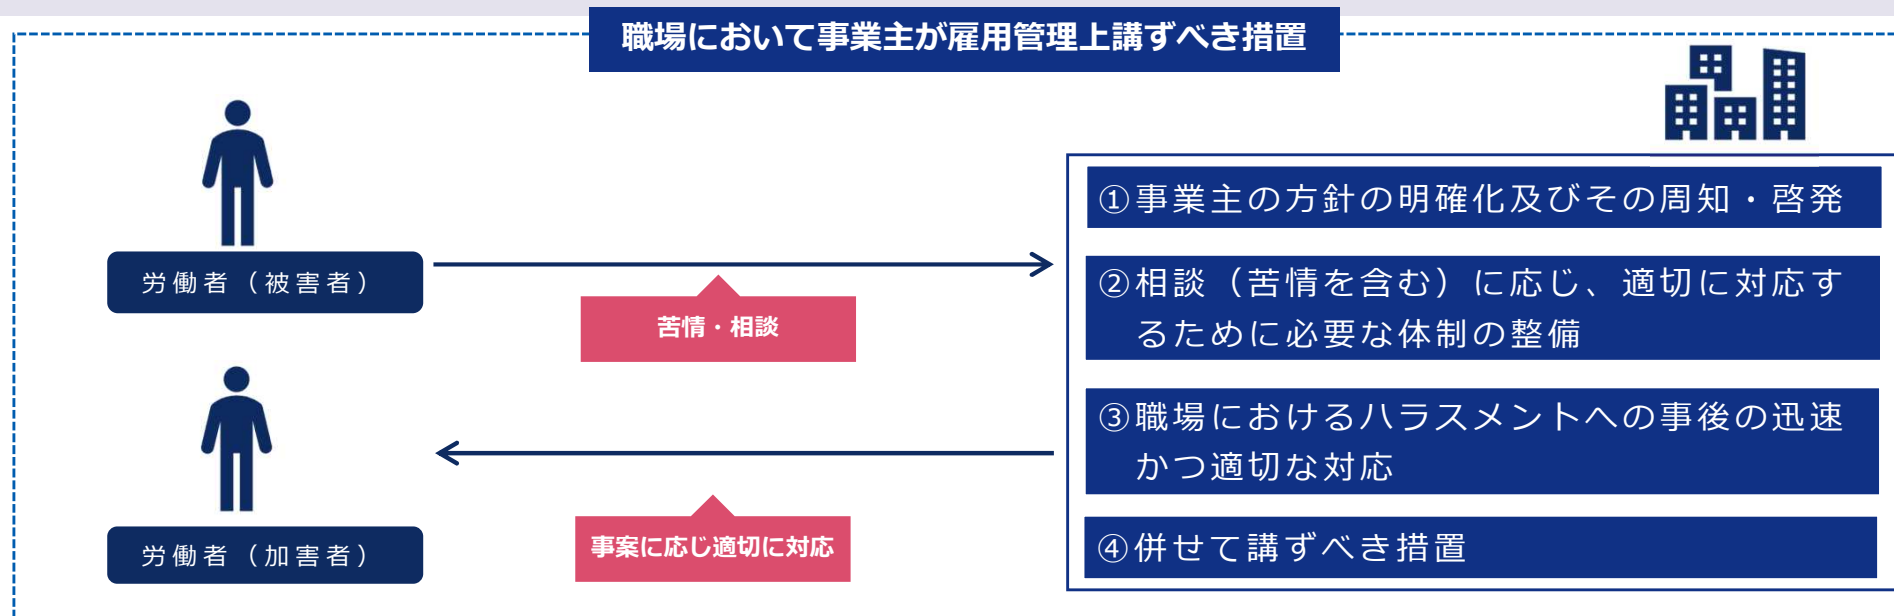 職場において事業主が雇用管理上講ずべき措置
労働者（被害者）
苦情・相談
労働者（加害者）
事案に応じ適切に対応
①事業主の方針の明確化及びその周知・啓発
②相談（苦情を含む）に応じ、適切に対応す
るために必要な体制の整備
③職場におけるハラスメントへの事後の迅速
かつ適切な対応
④併せて講ずべき措置